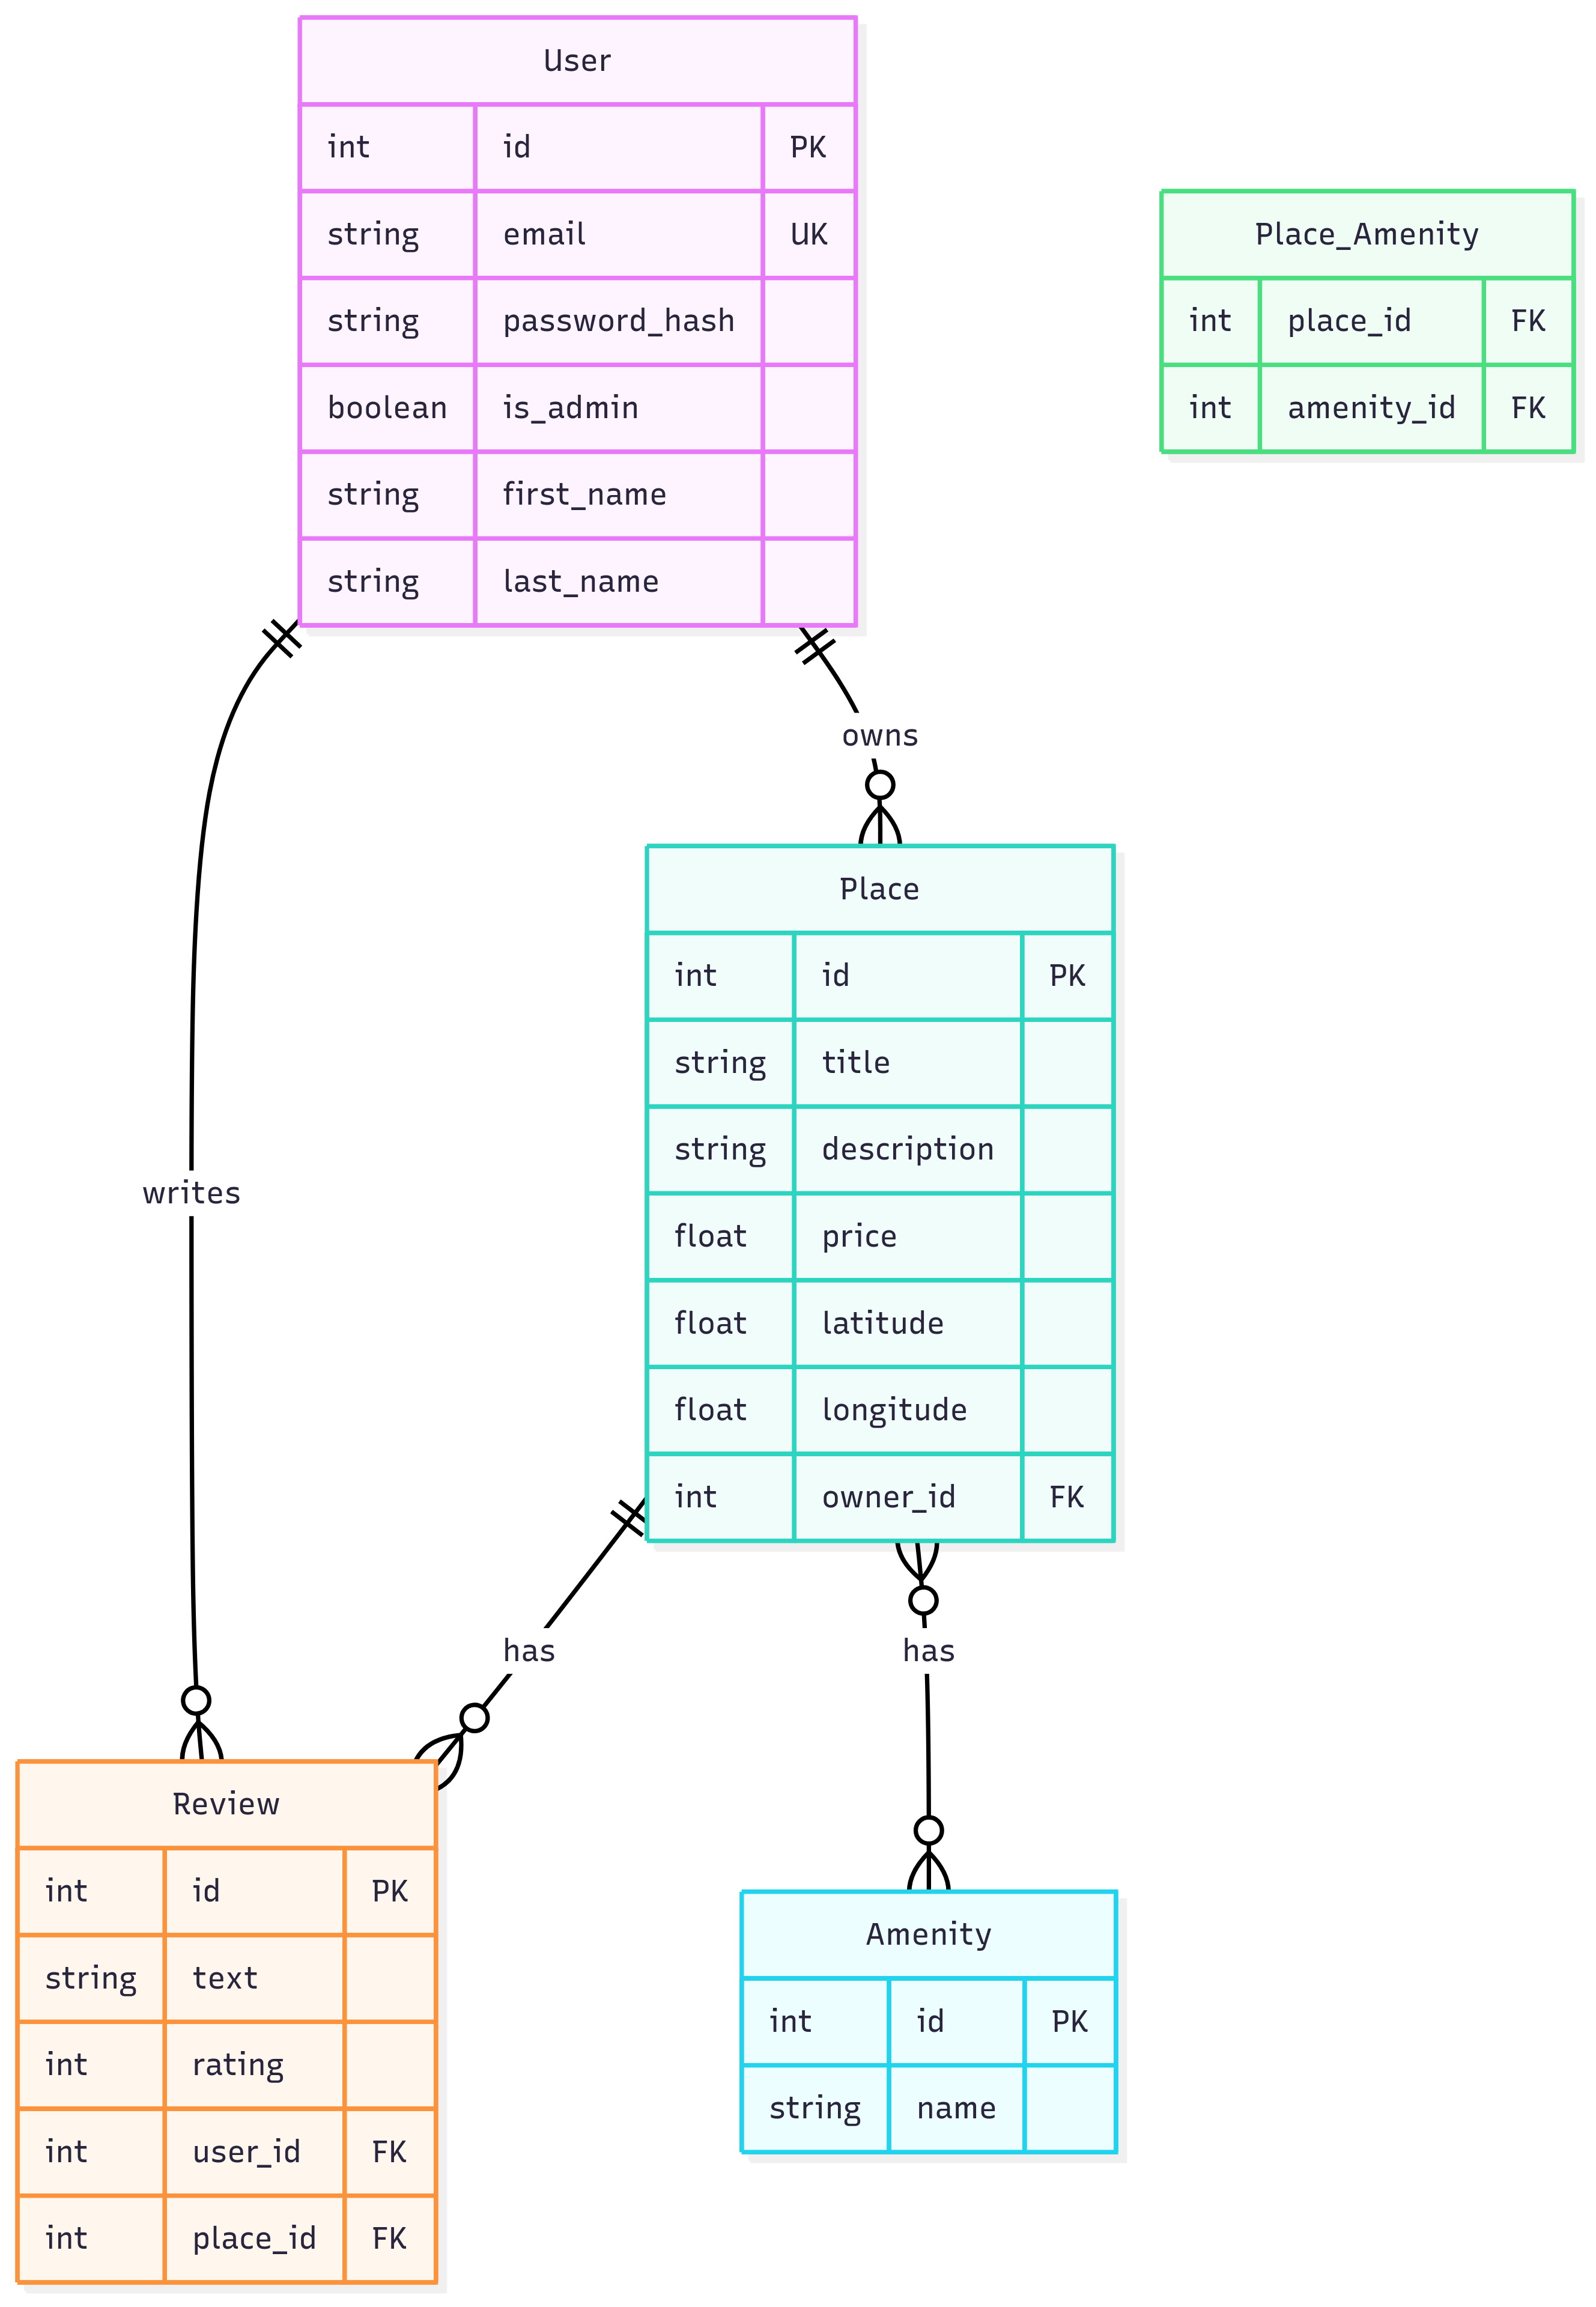 User
int id PK
string email UK
string password_hash
boolean is_admin
string first_name
string last_name
Place_Amenity
int place_id FK
int amenity_id FK
owns
writes
Place
int id PK
string title
string description
float price
float latitude
float longitude
int owner_id FK
has
has
Review
int id PK
string text
int rating
int user_id FK
int place_id FK
Amenity
int id PK
string name